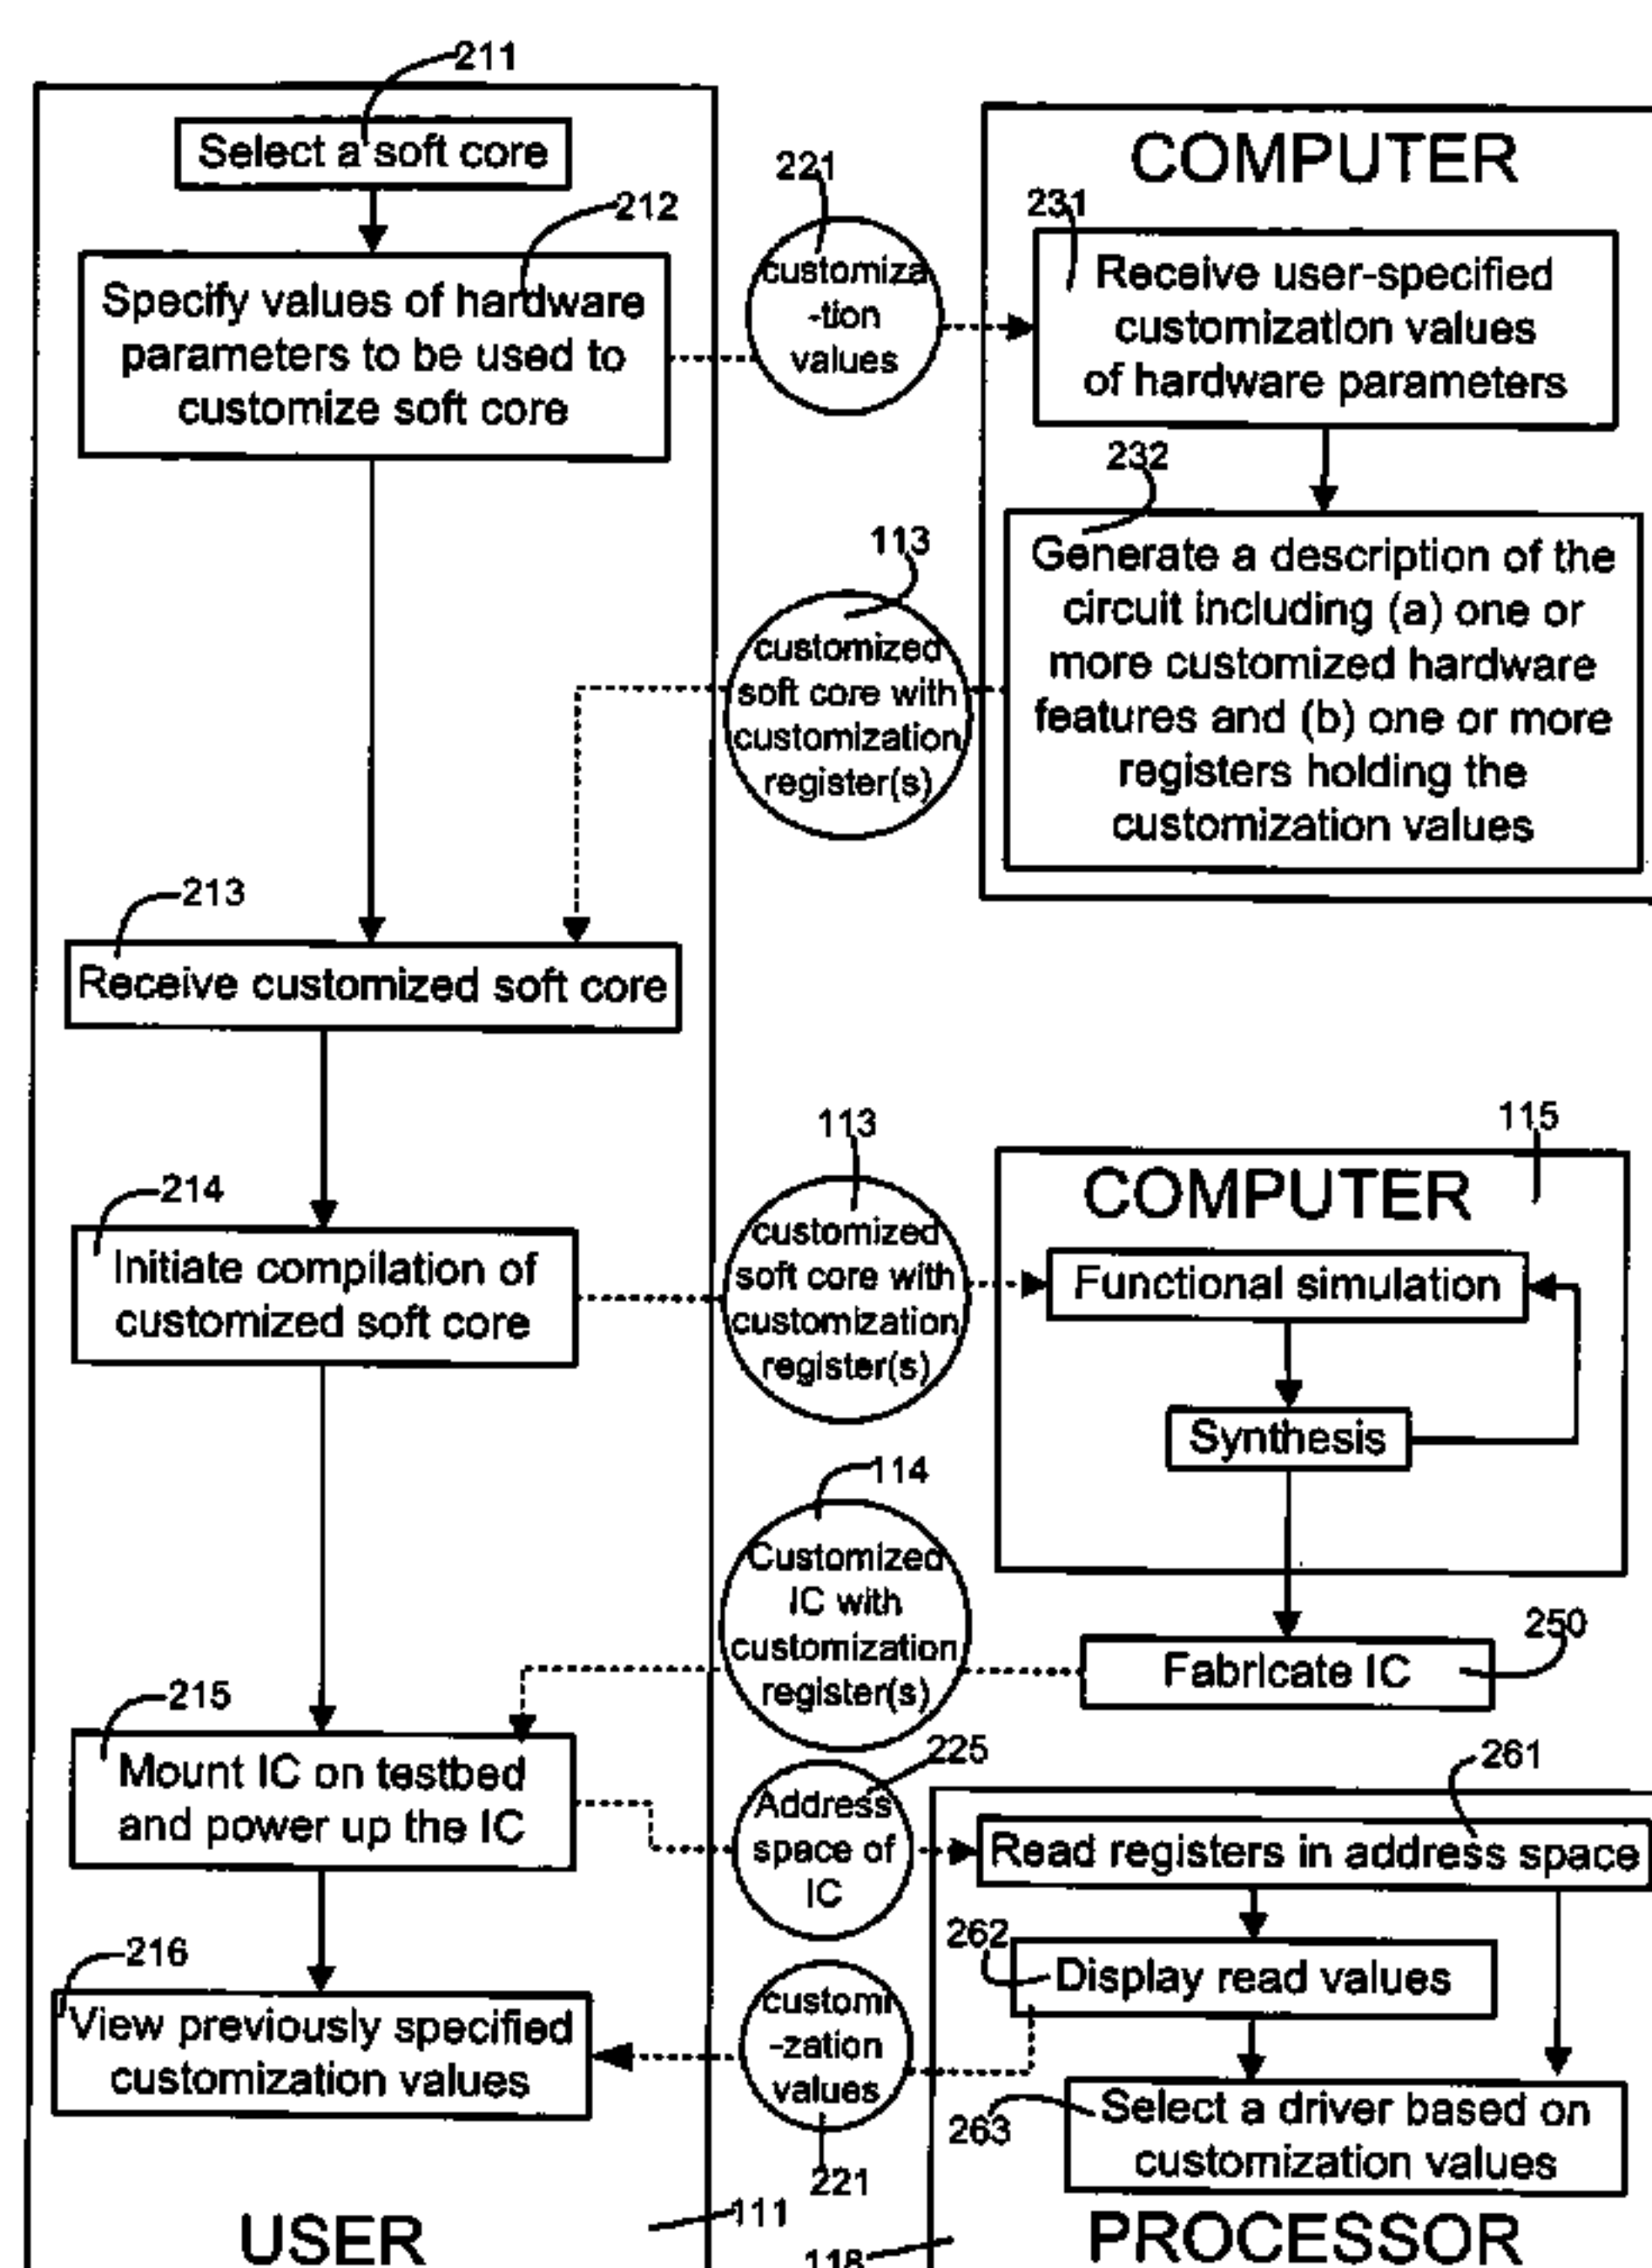 211
Select a soft core
212
Specify values of hardware
parameters to be used to
customize soft core
221
customiza
-tion
values
COMPUTER
231
Receive user-specified
customization values
of hardware parameters
232
Generate a description of the
circuit including (a) one or
more customized hardware
features and (b) one or more
registers holding the
customization values
113
customized
soft core with
customization
register(s)
213
Receive customized soft core
214
Initiate compilation of
customized soft core
113
customized
soft core with
customization
register(s)
115
COMPUTER
Functional simulation
Synthesis
114
Customized
IC with
customization
register(s)
250
Fabricate IC
215
Mount IC on testbed
and power up the IC
225
Address
space of
IC
261
Read registers in address space
262
Display read values
216
View previously specified
customization values
customi
-zation
values
221
263
Select a driver based on
customization values
USER
111
PROCESSOR